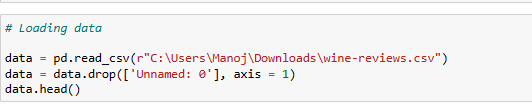 # Loading data
data = pd.read_csv(r"C:\Users\Manoj\Downloads\wine-reviews.csv")
data = data.drop(['Unnamed: 0'], axis = 1)
data.head()